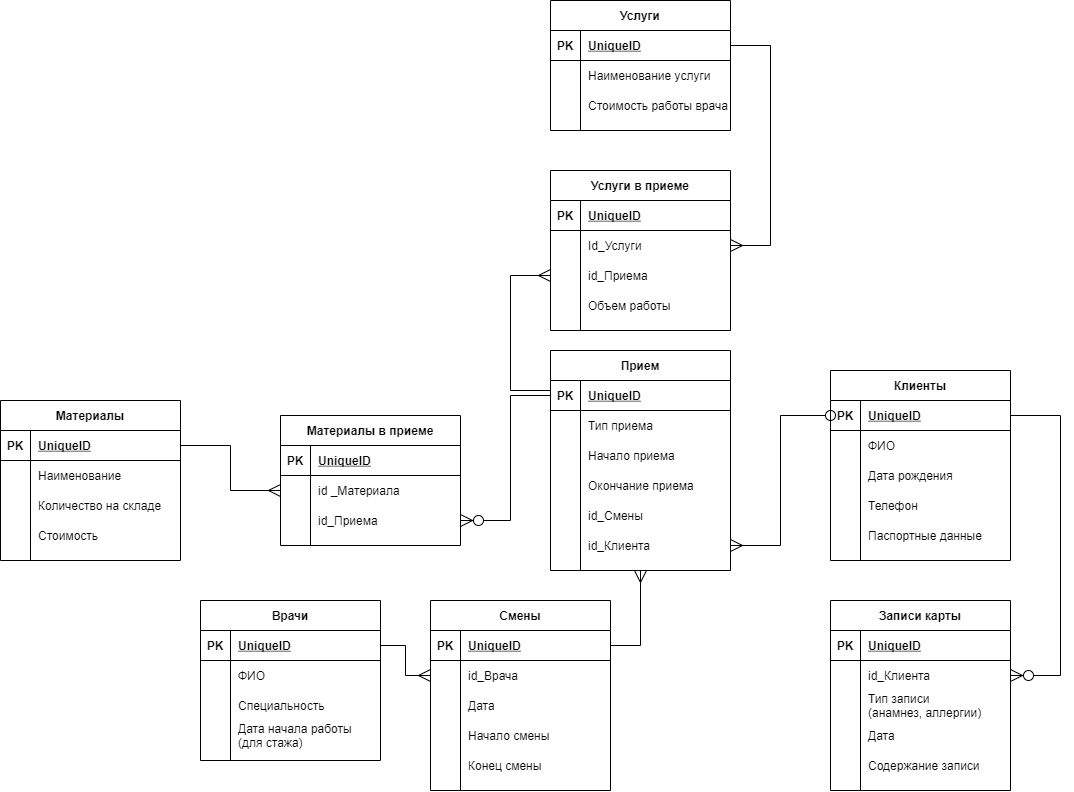 Услуги
PK UniqueID
Наименование услуги
Стоимость работы врача
Услуги в приеме
PK UniqueID
Id_Услуги
id_Приема
Объем работы
Прием
PK UniqueID
Тип приема
Начало приема
Окончание приема
id_Смены
id_Клиента
Клиенты
PK UniqueID
ФИО
Дата рождения
Телефон
Паспортные данные
Материалы
PK UniqueID
Наименование
Количество на складе
Стоимость
Материалы в приеме
PK UniqueID
id _Материала
id_Приема
Врачи
PK UniqueID
ФИО
Специальность
Дата начала работы
(для стажа)
Смены
PK UniqueID
id_Врача
Дата
Начало смены
Конец смены
Записи карты
PK UniqueID
id_Клиента
Тип записи
(анамнез, аллергии)
Дата
Содержание записи